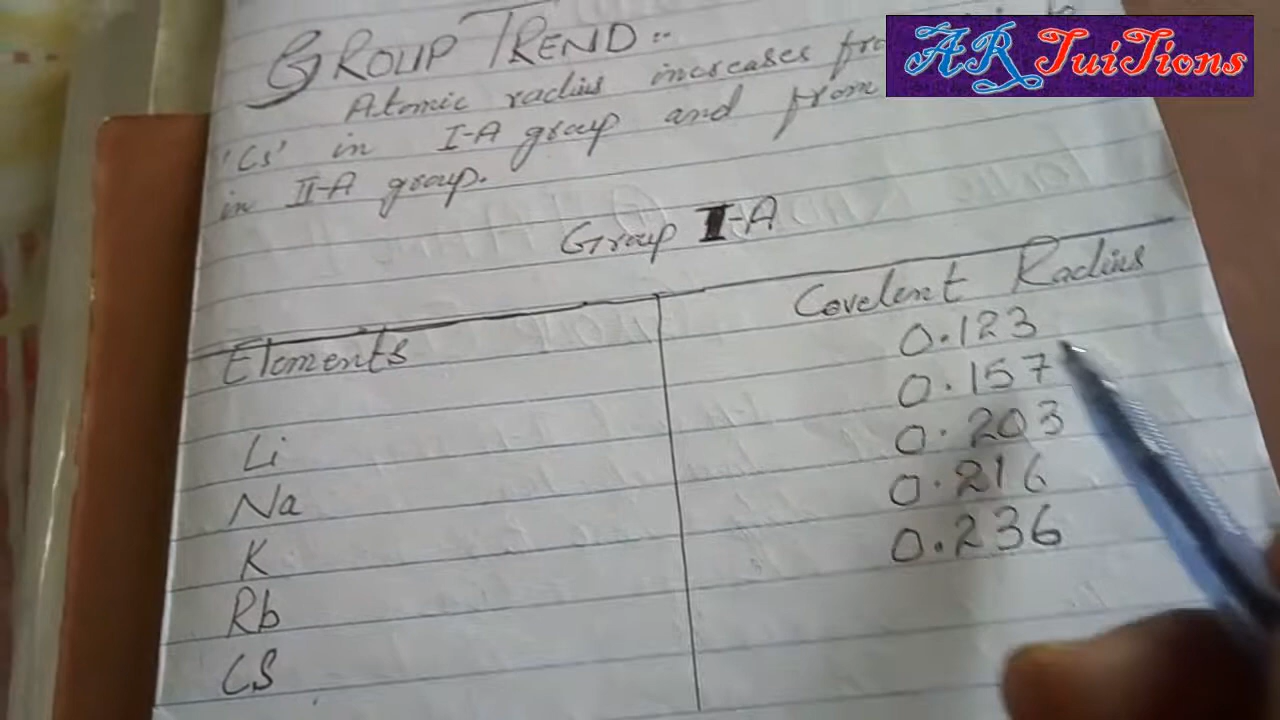 AR TuiTions
GROUP TREND :-
Atomic radius increases
'Cs' in I-A group and from
in II-A group.
Group I-A
Elements Covelent Radius
0.123
0.157
Li 0.203
Na 0.216
K 0.236
Rb
CS